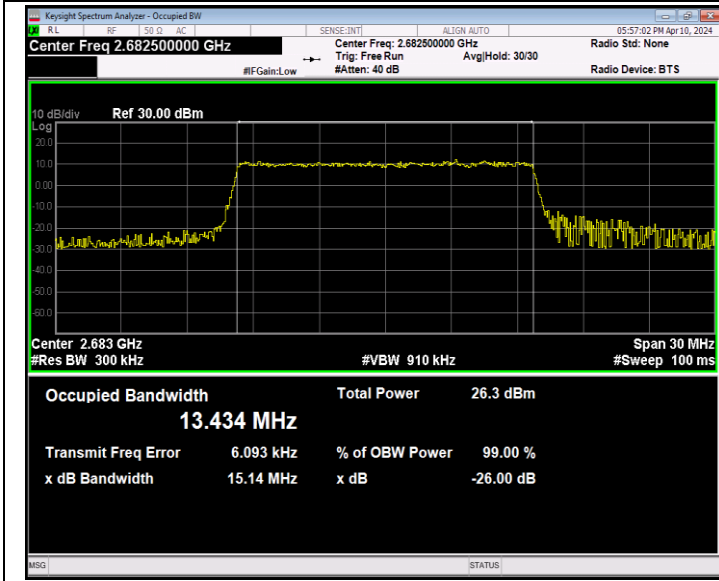 Keysight Spectrum Analyzer - Occupied BW
LXI RL RF 50 Ω AC SENSE:INT ALIGN AUTO 05:57:02 PM Apr 10, 2024
Center Freq 2.682500000 GHz Center Freq: 2.682500000 GHz Radio Std: None
Trig: Free Run Avg|Hold: 30/30
#IFGain:Low #Atten: 40 dB Radio Device: BTS
10 dB/div Ref 30.00 dBm
Log
20.0
10.0
0.00
-10.0
-20.0
-30.0
-40.0
-50.0
-60.0
Center 2.683 GHz Span 30 MHz
#Res BW 300 kHz #VBW 910 kHz #Sweep 100 ms
Occupied Bandwidth Total Power 26.3 dBm
13.434 MHz
Transmit Freq Error 6.093 kHz % of OBW Power 99.00 %
x dB Bandwidth 15.14 MHz x dB -26.00 dB
MSG STATUS